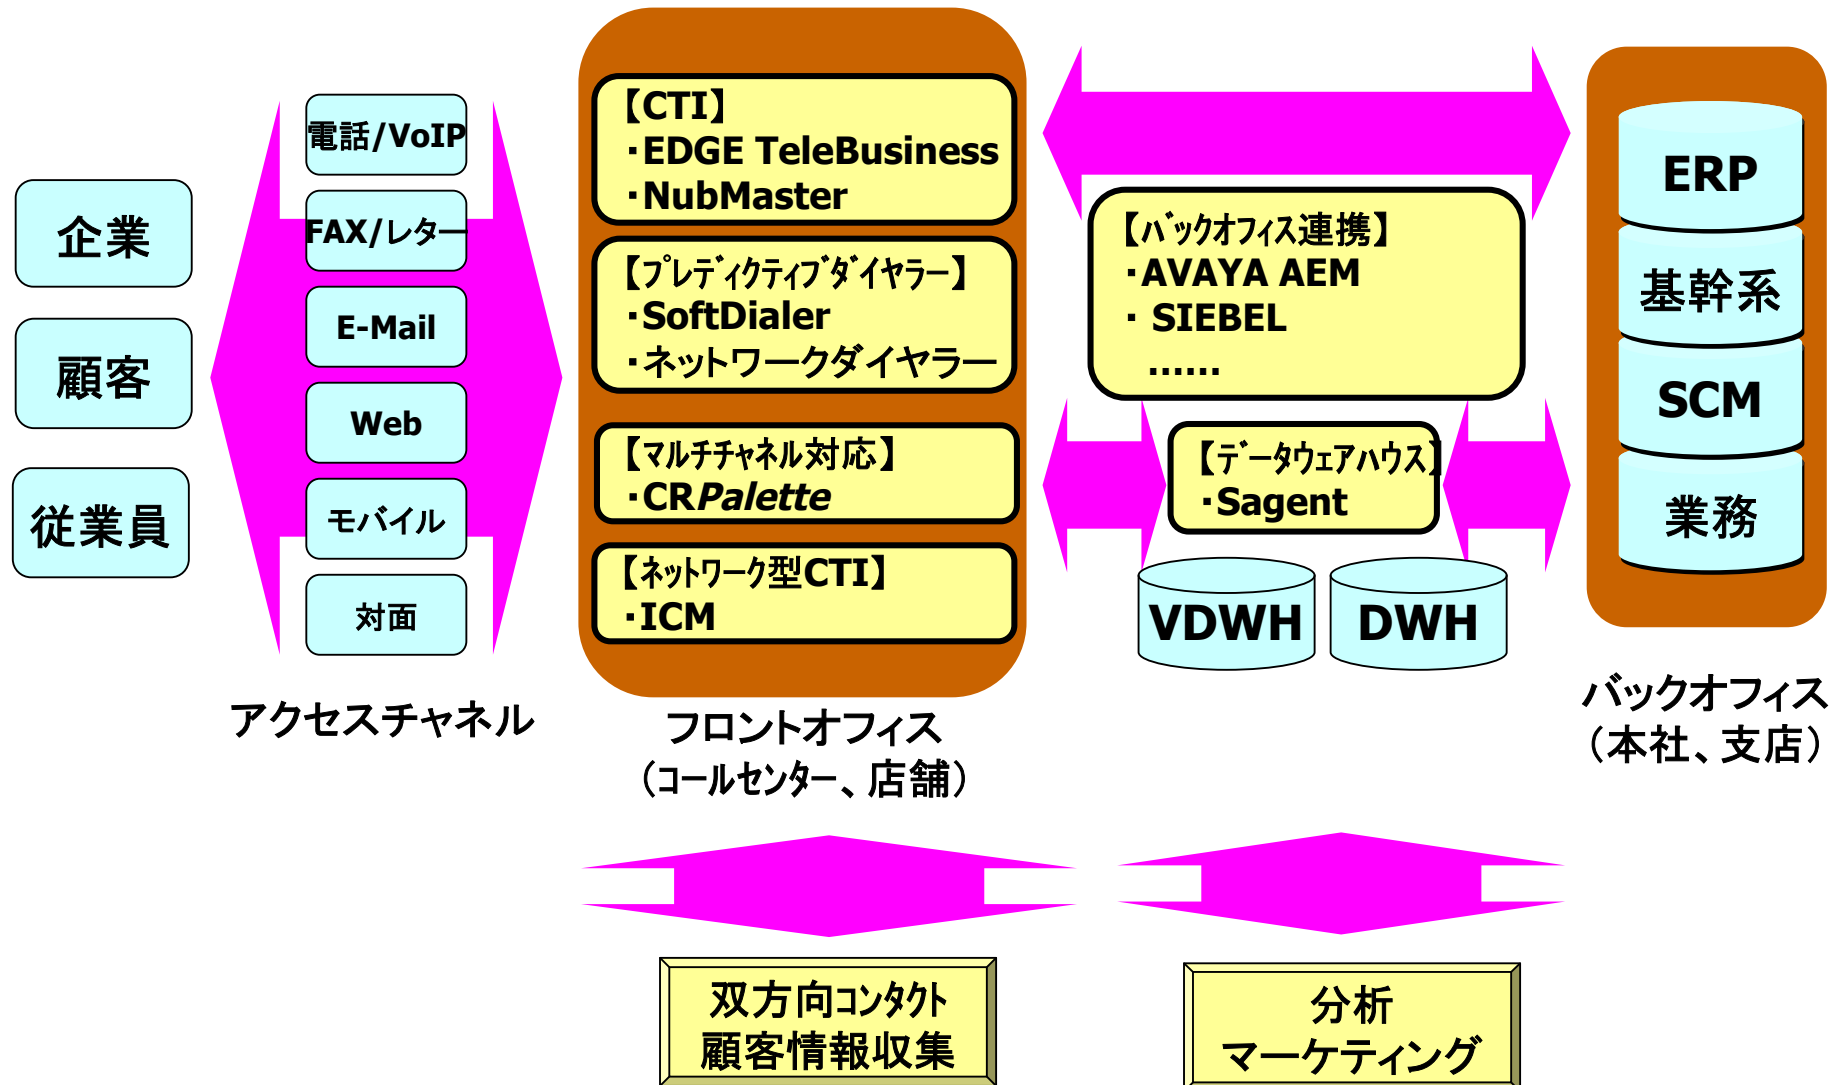 企業
顧客
従業員
電話/VoIP
FAX/レター
E-Mail
Web
モバイル
対面
アクセスチャネル
【CTI】
・EDGE TeleBusiness
・NubMaster
【プレディクティブダイヤラー】
・SoftDialer
・ネットワークダイヤラー
【マルチチャネル対応】
・CRPalette
【ネットワーク型CTI】
・ICM
フロントオフィス
（コールセンター、店舗）
【バックオフィス連携】
・AVAYA AEM
・ SIEBEL
......
【データウェアハウス】
・Sagent
VDWH
DWH
ERP
基幹系
SCM
業務
バックオフィス
（本社、支店）
双方向コンタクト
顧客情報収集
分析
マーケティング